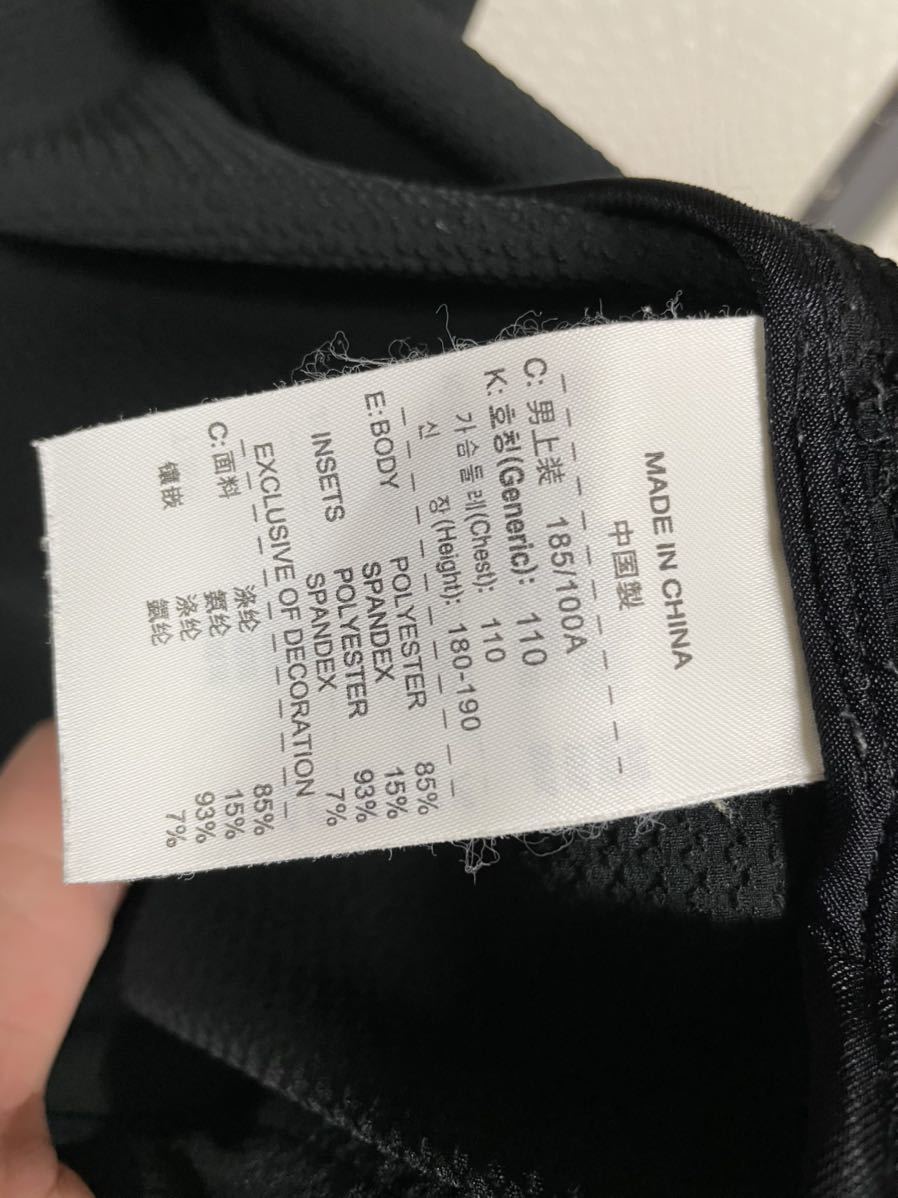 MADE IN CHINA
中国製
C: 男上装 185/100A
K: 호칭(Generic): 110
가슴둘레(Chest): 110
신 장(Height): 180-190
E:BODY POLYESTER 85%
SPANDEX 15%
INSETS POLYESTER 93%
SPANDEX 7%
EXCLUSIVE OF DECORATION
C:面料 涤纶 85%
氨纶 15%
镶嵌 涤纶 93%
氨纶 7%